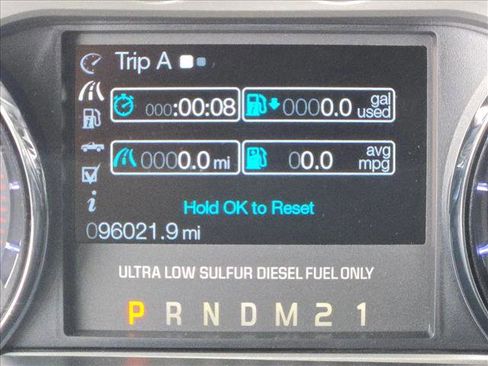 Trip A
000:00:08 0000.0 gal used
0000.0 mi 00.0 avg mpg
Hold OK to Reset
096021.9 mi
ULTRA LOW SULFUR DIESEL FUEL ONLY
P R N D M 2 1